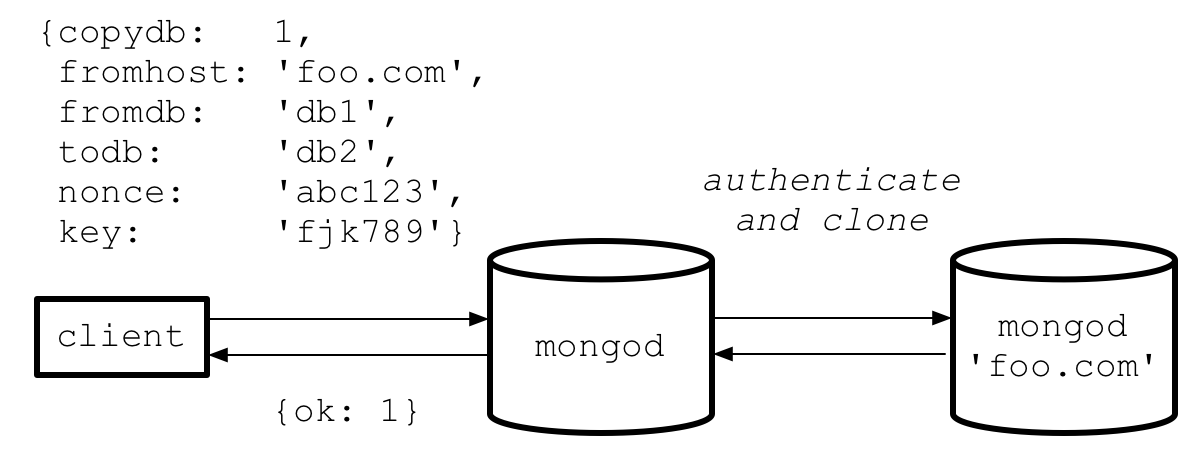 {copydb:   1,
 fromhost: 'foo.com',
 fromdb:   'db1',
 todb:     'db2',
 nonce:    'abc123',
 key:      'fjk789'}
authenticate
and clone
client
mongod
mongod
'foo.com'
{ok: 1}